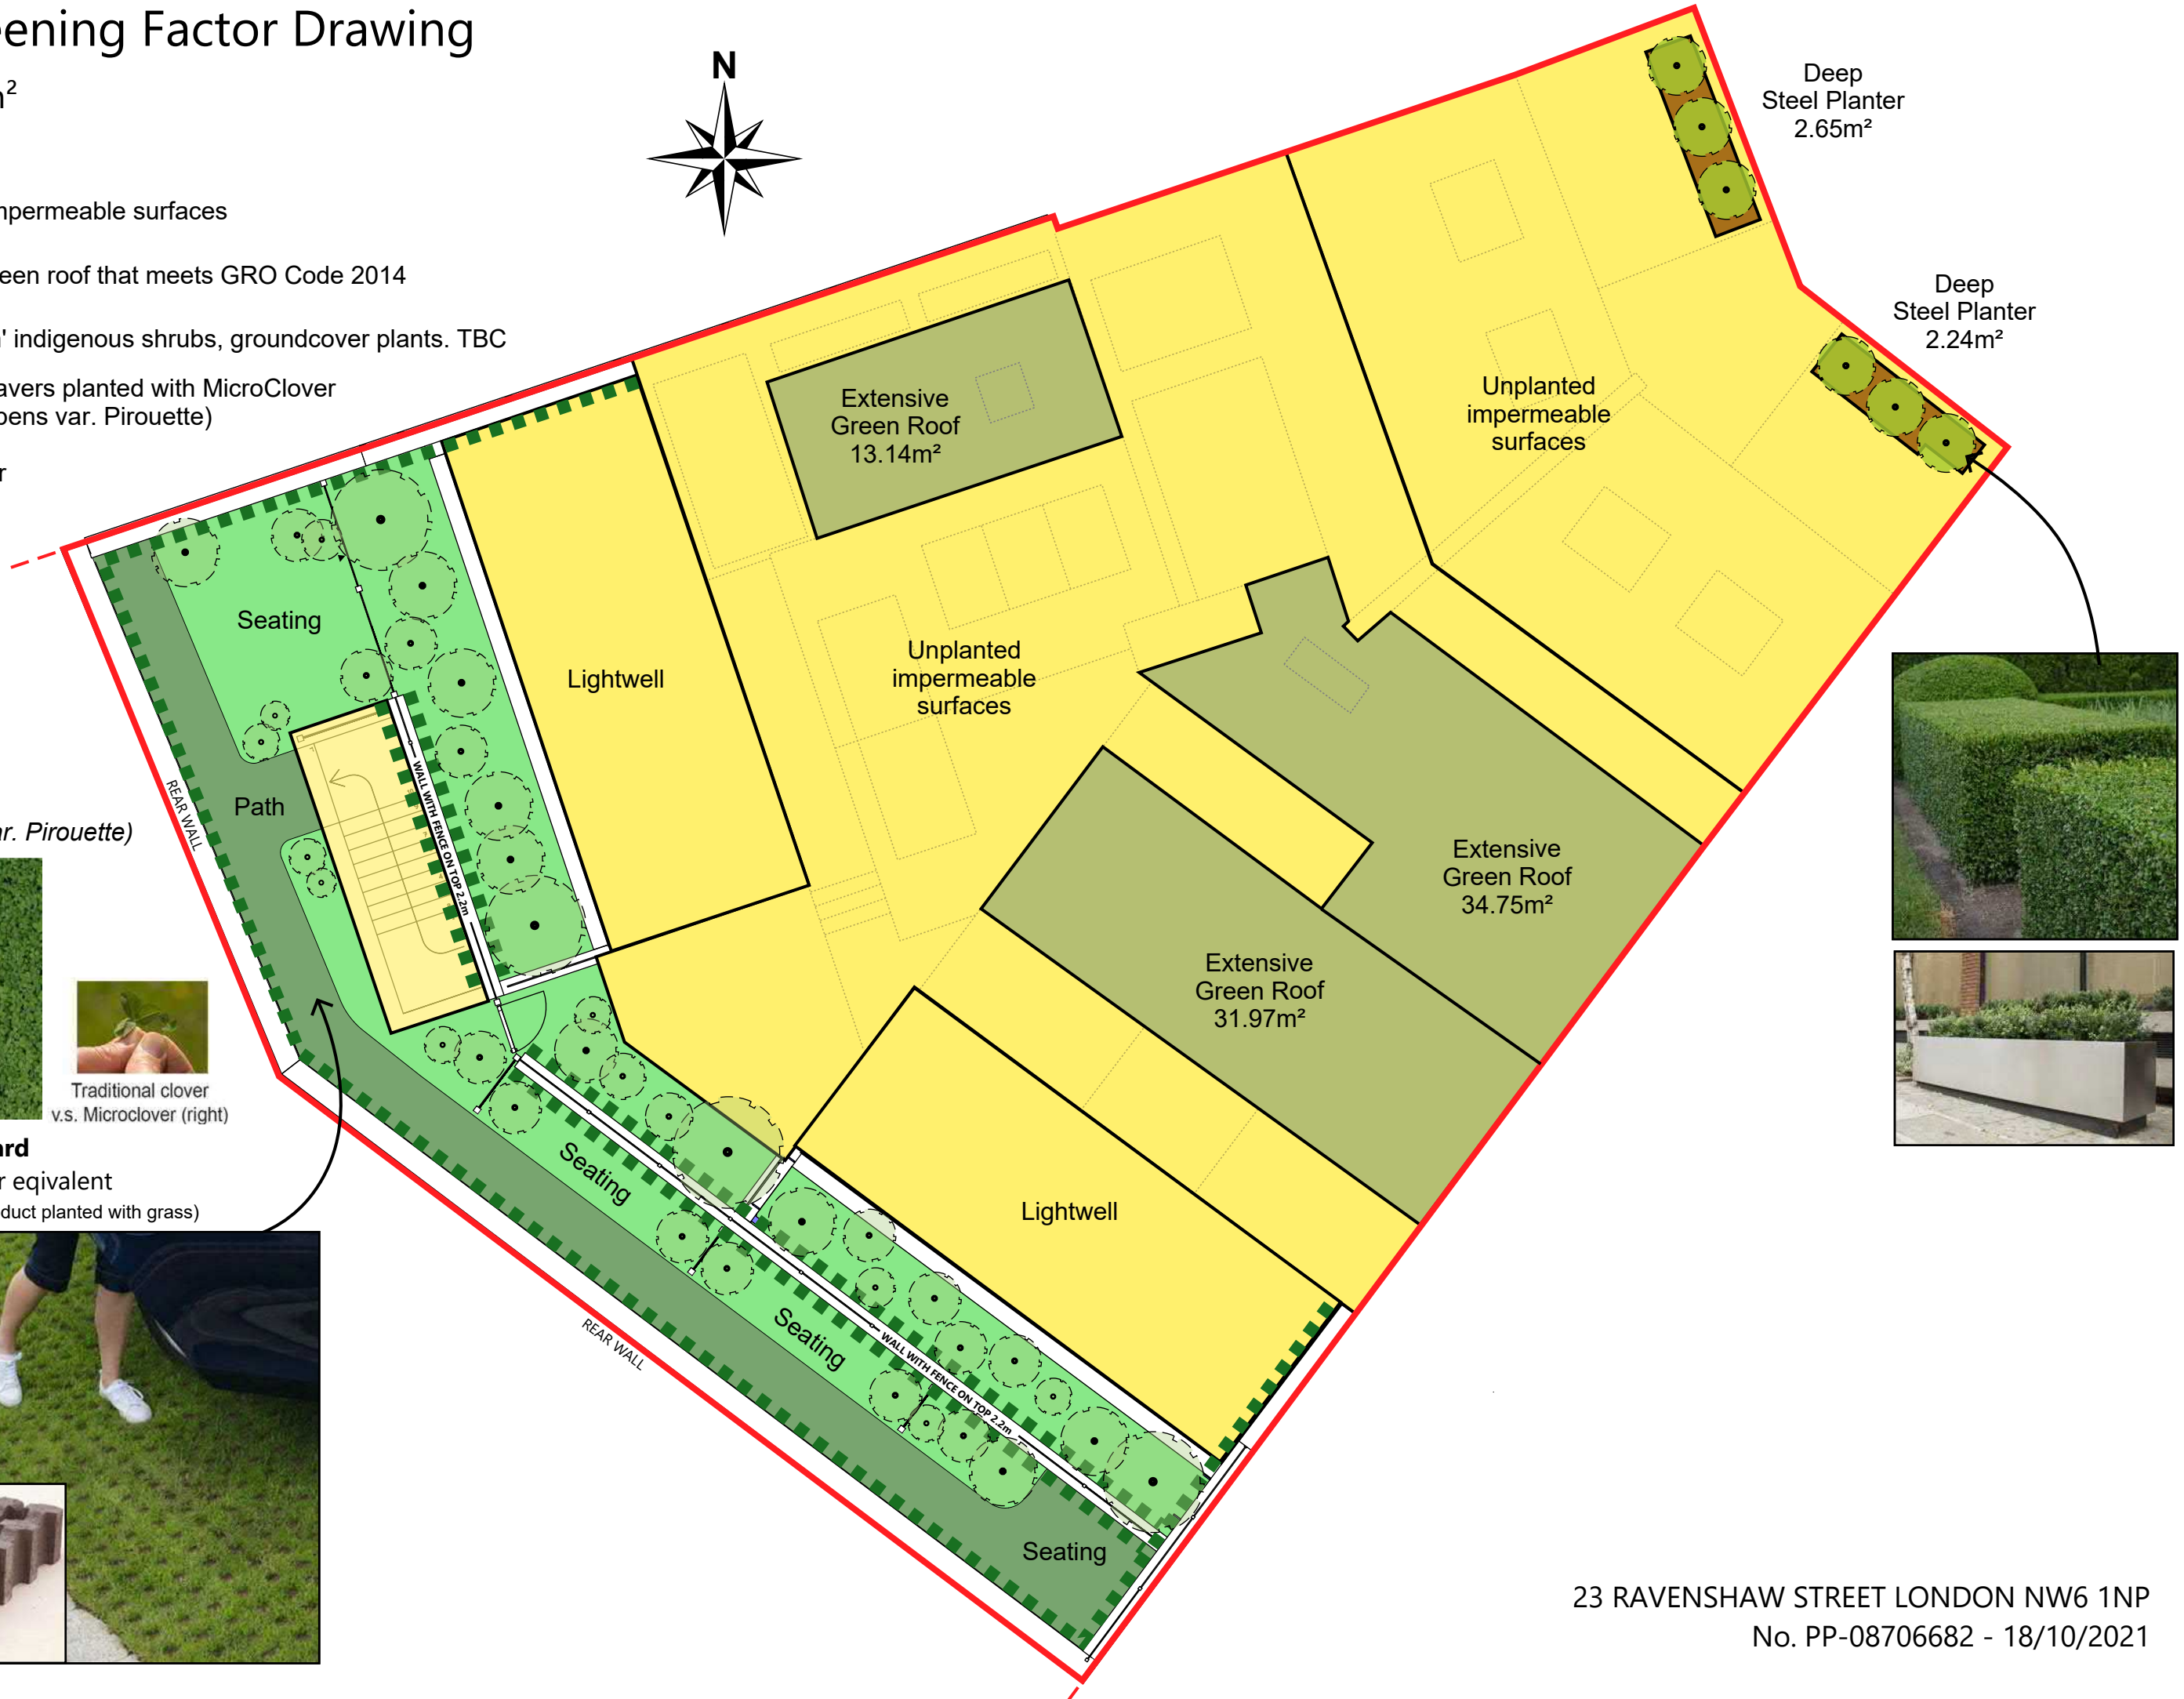 ening Factor Drawing
m²
N
mpermeable surfaces
een roof that meets GRO Code 2014
' indigenous shrubs, groundcover plants. TBC
avers planted with MicroClover
pens var. Pirouette)
r
Deep
Steel Planter
2.65m²
Deep
Steel Planter
2.24m²
Extensive
Green Roof
13.14m²
Unplanted
impermeable
surfaces
Seating
Lightwell
Unplanted
impermeable
surfaces
REAR WALL
Path
WALL WITH FENCE ON TOP 2.2m
ar. Pirouette)
Extensive
Green Roof
34.75m²
Extensive
Green Roof
31.97m²
Traditional clover
v.s. Microclover (right)
ard
r eqivalent
duct planted with grass)
Seating
Lightwell
REAR WALL
Seating
WALL WITH FENCE ON TOP 2.2m
Seating
23 RAVENSHAW STREET LONDON NW6 1NP
No. PP-08706682 - 18/10/2021